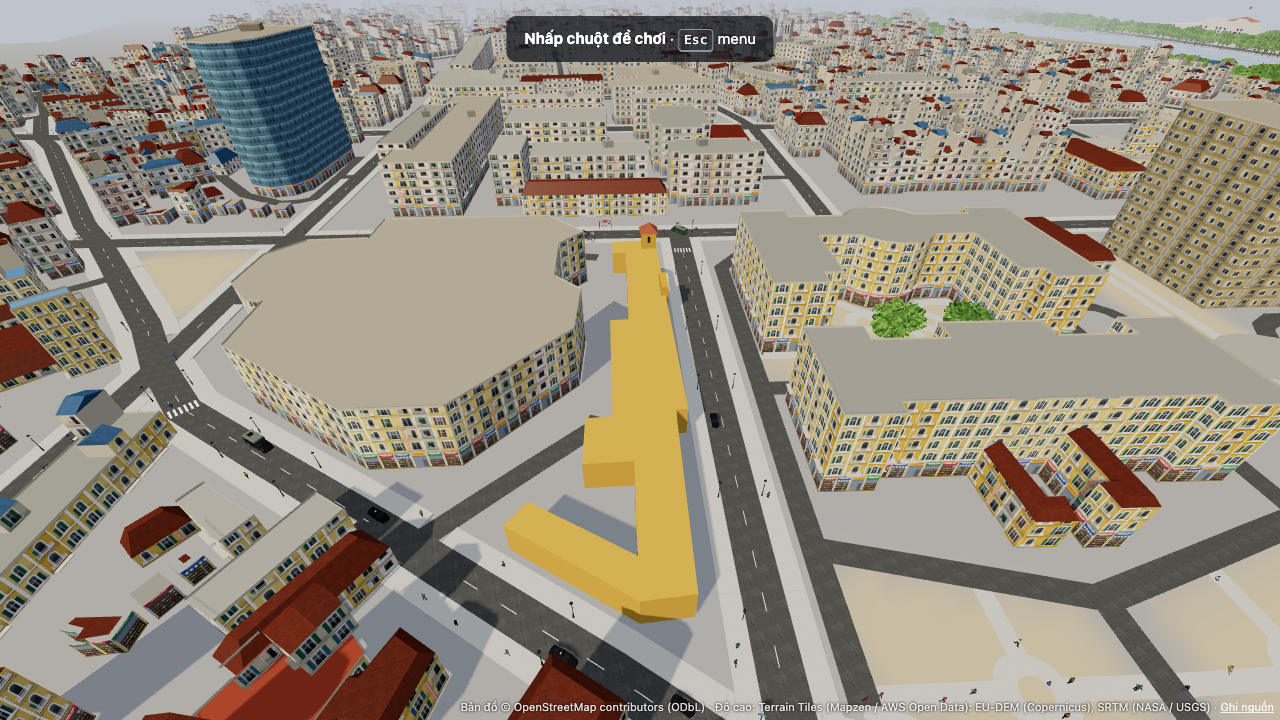 Nhấp chuột để chơi · Esc menu
Bản đồ © OpenStreetMap contributors (ODbL) · Độ cao: Terrain Tiles (Mapzen / AWS Open Data): EU-DEM (Copernicus), SRTM (NASA / USGS) · Ghi nguồn